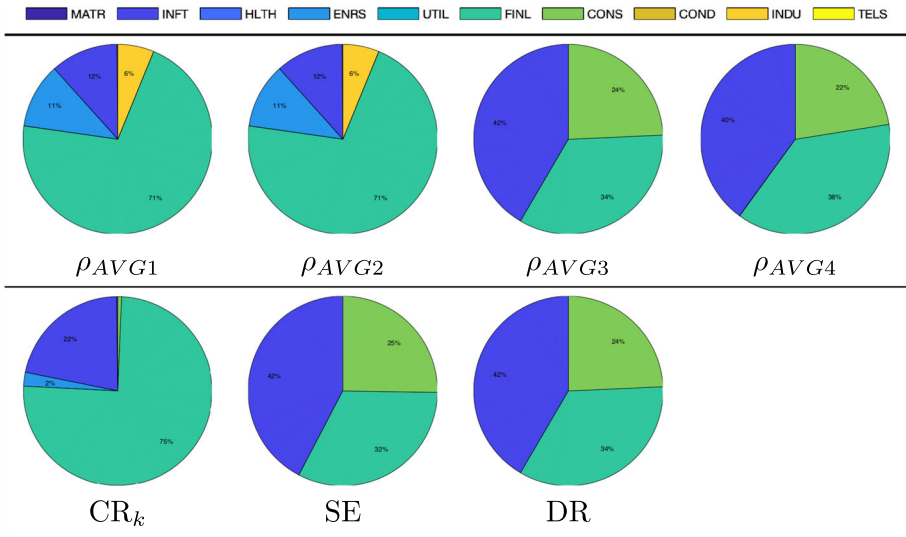 MATR INFT HLTH ENRS UTIL FINL CONS COND INDU TELS
12% 6% 12% 6% 24% 22%
11% 11% 42% 40%
71% 71% 34% 38%
ρAVG1 ρAVG2 ρAVG3 ρAVG4
22% 25% 24%
2% 42% 42%
75% 32% 34%
CRk SE DR